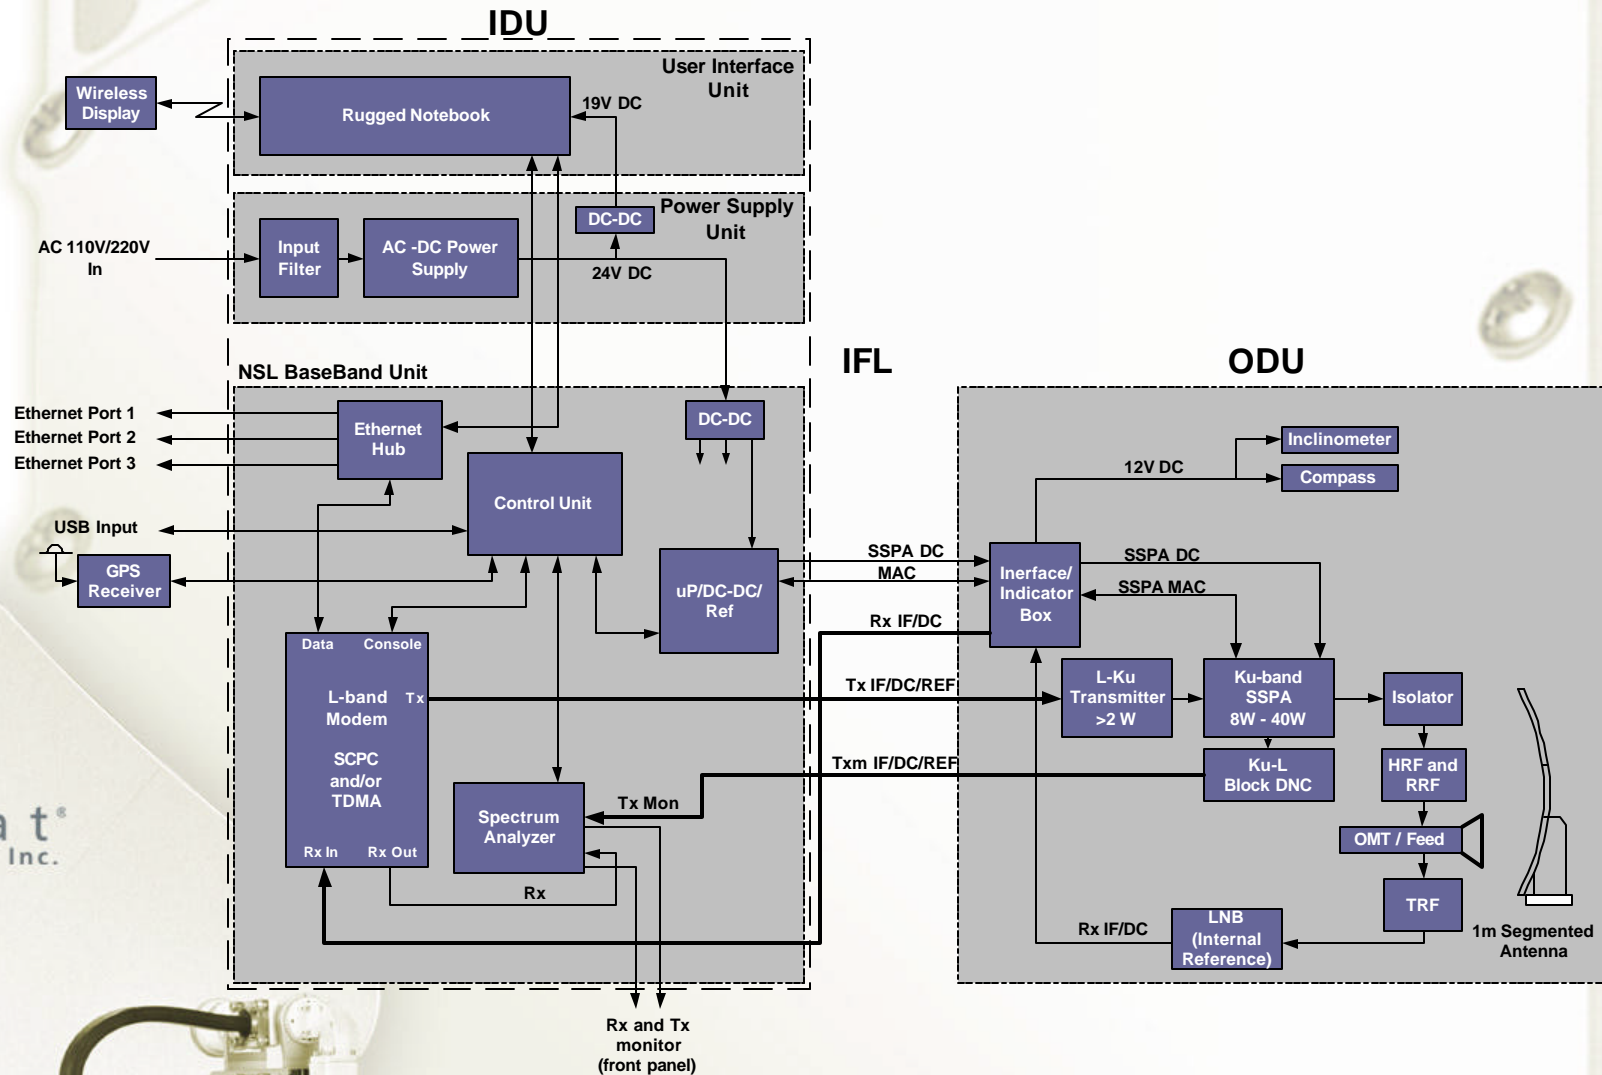 IDU
User Interface
Unit
Wireless
Display
Rugged Notebook
19V DC
Power Supply
Unit
DC-DC
AC 110V/220V
In
Input
Filter
AC -DC Power
Supply
24V DC
IFL
ODU
NSL BaseBand Unit
Ethernet Port 1
Ethernet Port 2
Ethernet Port 3
Ethernet
Hub
DC-DC
Control Unit
USB Input
GPS
Receiver
uP/DC-DC/
Ref
SSPA DC
MAC
Rx IF/DC
Tx IF/DC/REF
Txm IF/DC/REF
Data
Console
L-band
Modem
Tx
SCPC
and/or
TDMA
Rx In
Rx Out
Spectrum
Analyzer
Tx Mon
Rx
Rx and Tx
monitor
(front panel)
Inclinometer
12V DC
Compass
Inerface/
Indicator
Box
SSPA DC
SSPA MAC
L-Ku
Transmitter
>2 W
Ku-band
SSPA
8W - 40W
Isolator
Ku-L
Block DNC
HRF and
RRF
OMT / Feed
TRF
LNB
(Internal
Reference)
Rx IF/DC
1m Segmented
Antenna
a t®
Inc.